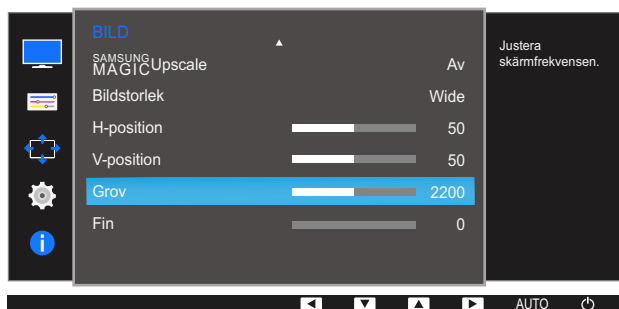 BILD
SAMSUNG MAGIC Upscale Av
Bildstorlek Wide
H-position 50
V-position 50
Grov 2200
Fin 0
Justera
skärmfrekvensen.
AUTO